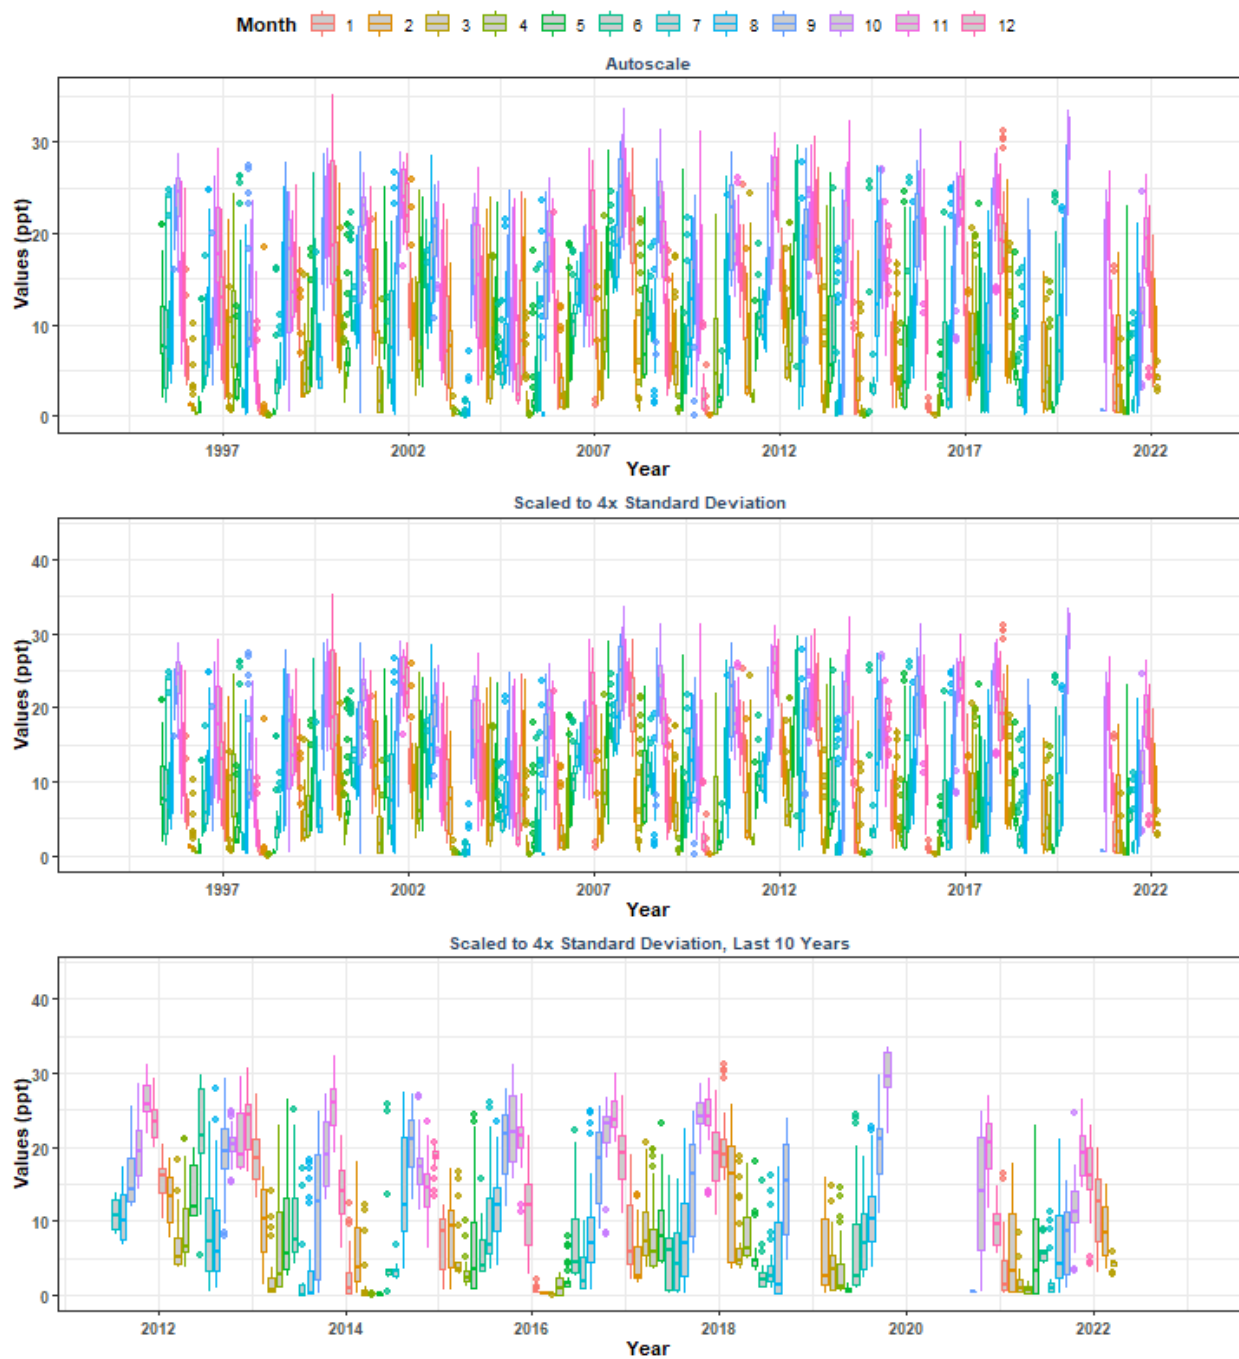 Month 1 2 3 4 5 6 7 8 9 10 11 12
Autoscale
Values (ppt)
30
20
10
0
1997 2002 2007 2012 2017 2022
Year
Scaled to 4x Standard Deviation
Values (ppt)
40
30
20
10
0
1997 2002 2007 2012 2017 2022
Year
Scaled to 4x Standard Deviation, Last 10 Years
Values (ppt)
40
30
20
10
0
2012 2014 2016 2018 2020 2022
Year